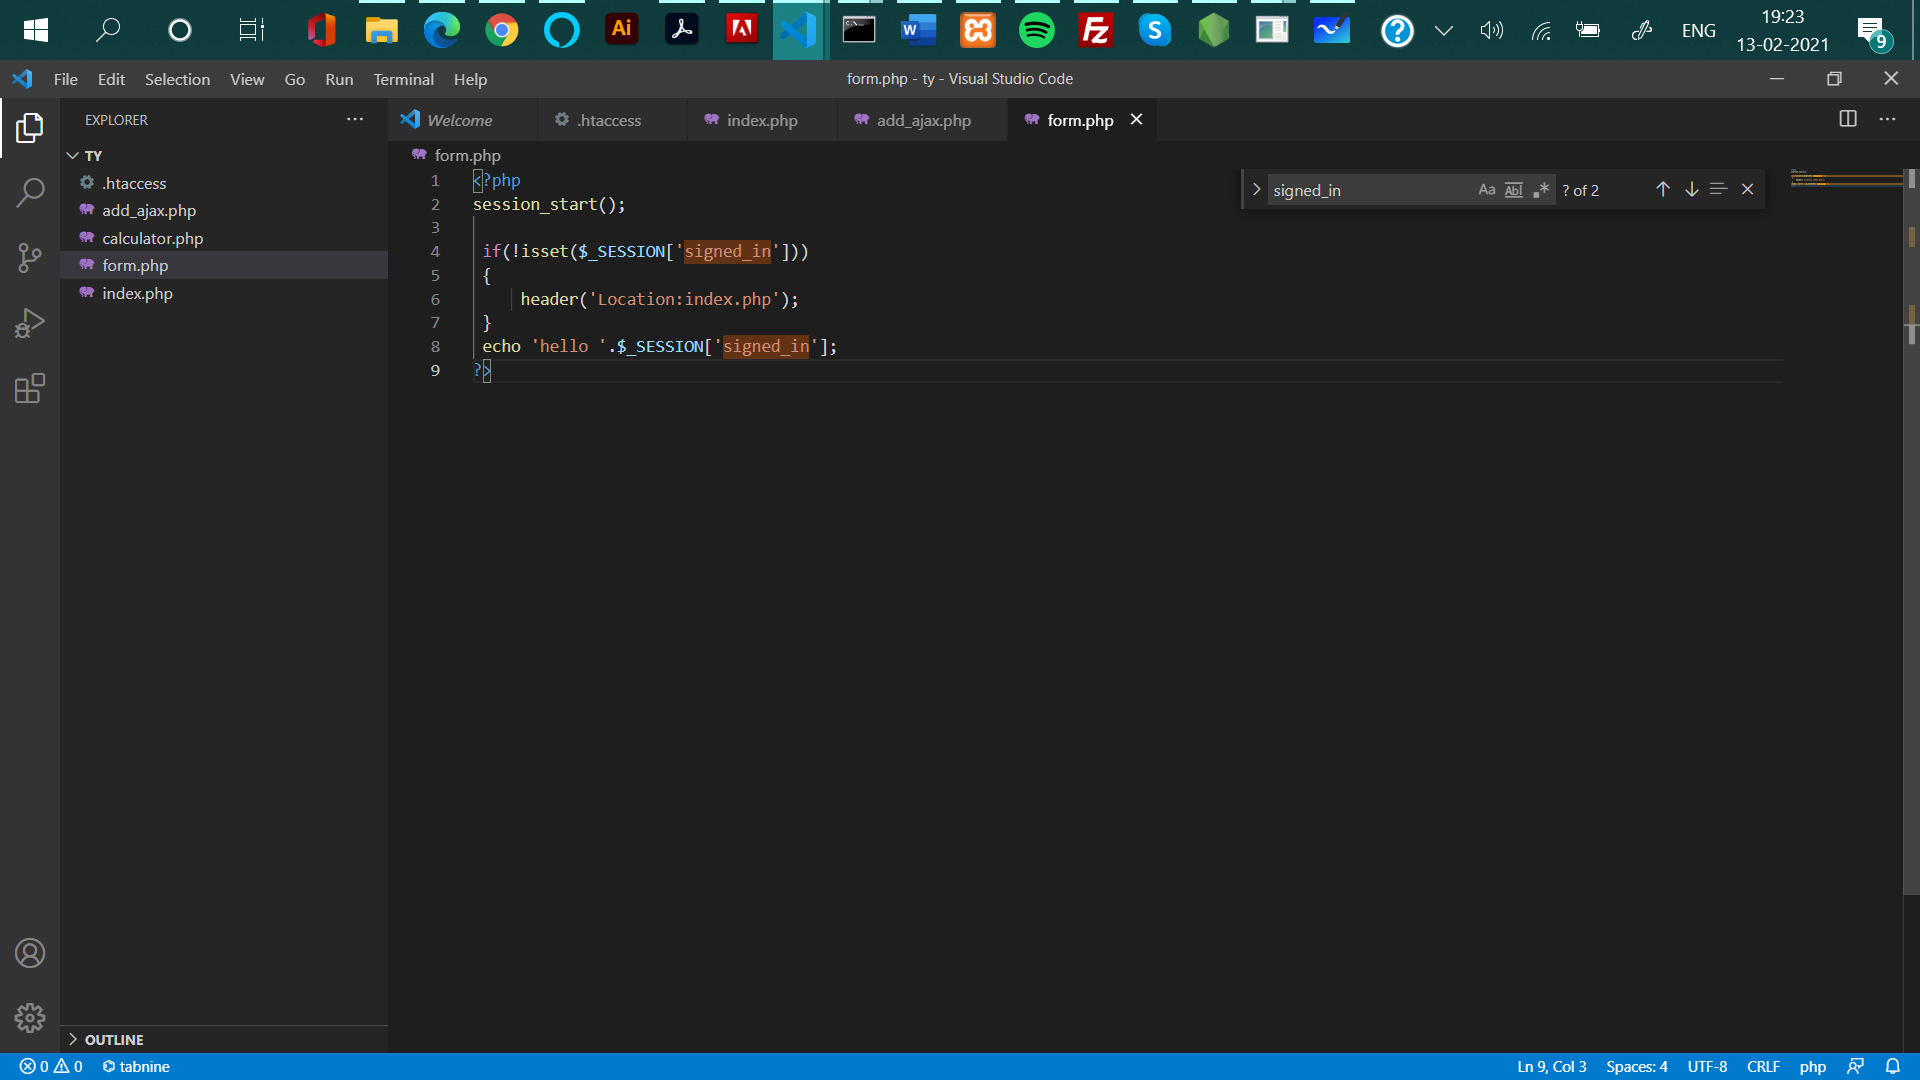 19:23
ENG
13-02-2021
9
File Edit Selection View Go Run Terminal Help
form.php - ty - Visual Studio Code
EXPLORER
Welcome
.htaccess
index.php
add_ajax.php
form.php
TY
.htaccess
add_ajax.php
calculator.php
form.php
index.php
form.php
signed_in
Aa
Abl
? of 2
1 <?php
2 session_start();
3
4 if(!isset($_SESSION['signed_in']))
5 {
6 header('Location:index.php');
7 }
8 echo 'hello '.$_SESSION['signed_in'];
9 ?>
OUTLINE
0 0 tabnine
Ln 9, Col 3 Spaces: 4 UTF-8 CRLF php
Ai
W
Fz
S
?
C:\